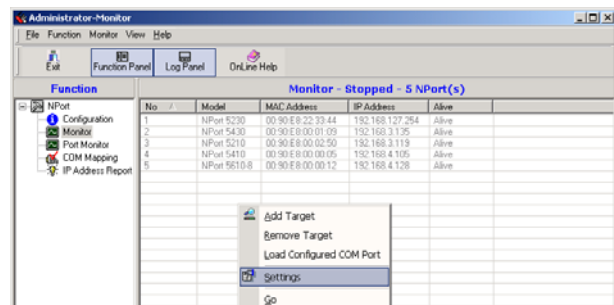 Administrator-Monitor
File Function Monitor View Help
Exit Function Panel Log Panel OnLine Help
Function
Monitor - Stopped - 5 NPort(s)
NPort
Configuration
Monitor
Port Monitor
COM Mapping
IP Address Report
No Model MAC Address IP Address Alive
1 NPort 5230 00:90:E8:22:33:44 192.168.127.254 Alive
2 NPort 5430 00:90:E8:00:01:09 192.168.3.135 Alive
3 NPort 5210 00:90:E8:00:02:50 192.168.3.119 Alive
4 NPort 5410 00:90:E8:00:00:05 192.168.4.105 Alive
5 NPort 5610-8 00:90:E8:00:00:12 192.168.4.128 Alive
Add Target
Remove Target
Load Configured COM Port
Settings
Go